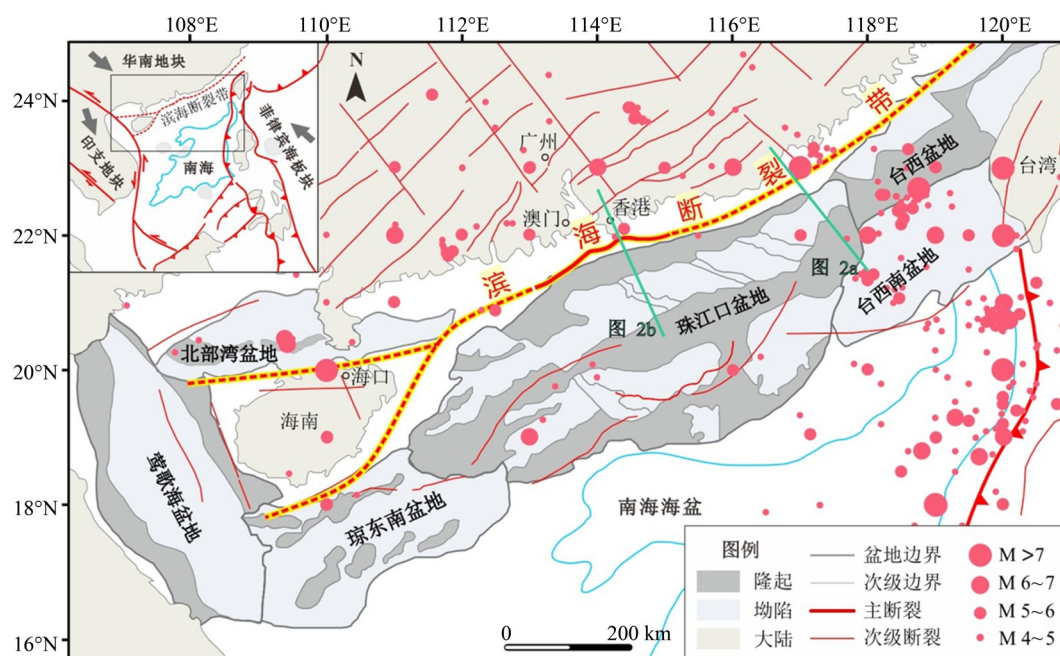 110°E
112°E
114°E
116°E
118°E
120°E
24°N
22°N
20°N
18°N
16°N
华南地块
滨海断裂带
印支地块
南海
菲律宾海板块
N
广州
澳门
香港
滨海断裂带
台西盆地
台湾
图 2a
台西南盆地
图 2b
珠江口盆地
北部湾盆地
海口
海南
莺歌海盆地
琼东南盆地
南海海盆
0
200 km
图例
隆起
坳陷
大陆
盆地边界
次级边界
主断裂
次级断裂
M >7
M 6~7
M 5~6
M 4~5